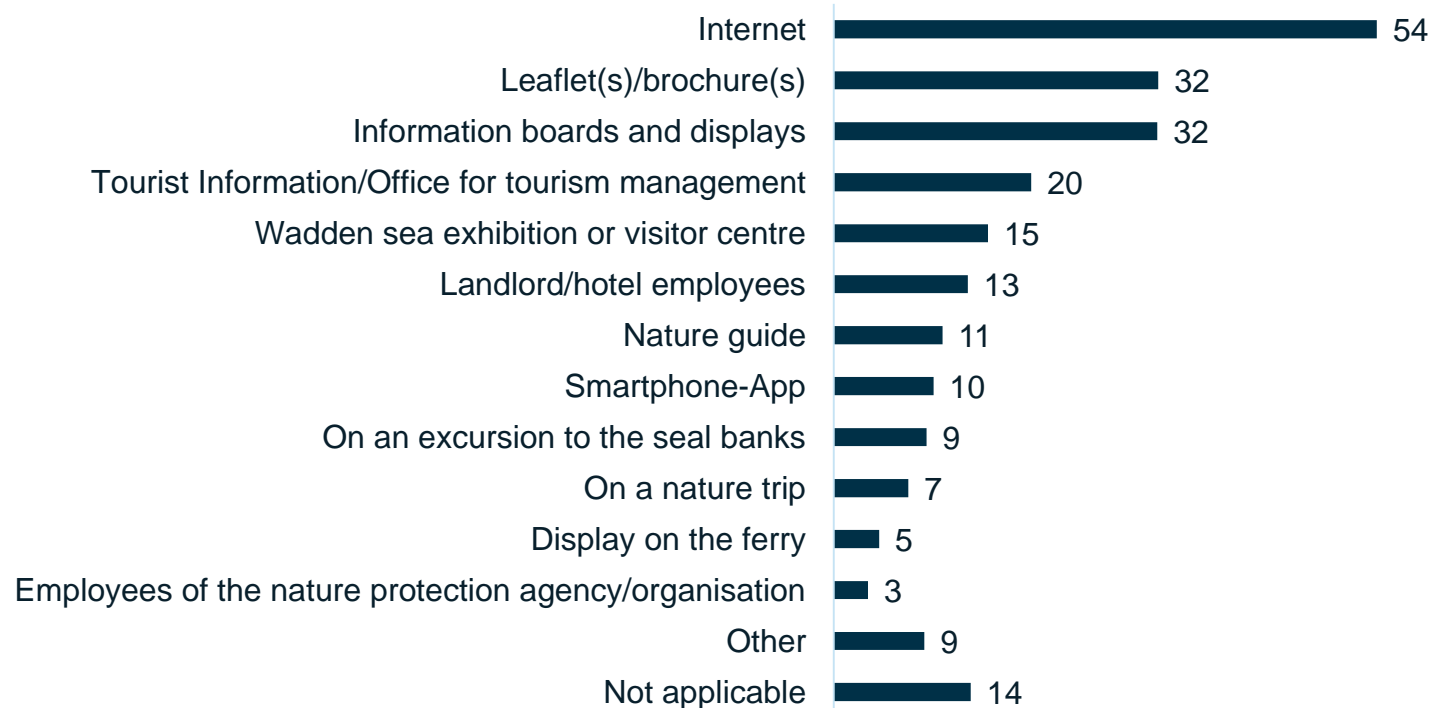 Internet 54
Leaflet(s)/brochure(s) 32
Information boards and displays 32
Tourist Information/Office for tourism management 20
Wadden sea exhibition or visitor centre 15
Landlord/hotel employees 13
Nature guide 11
Smartphone-App 10
On an excursion to the seal banks 9
On a nature trip 7
Display on the ferry 5
Employees of the nature protection agency/organisation 3
Other 9
Not applicable 14